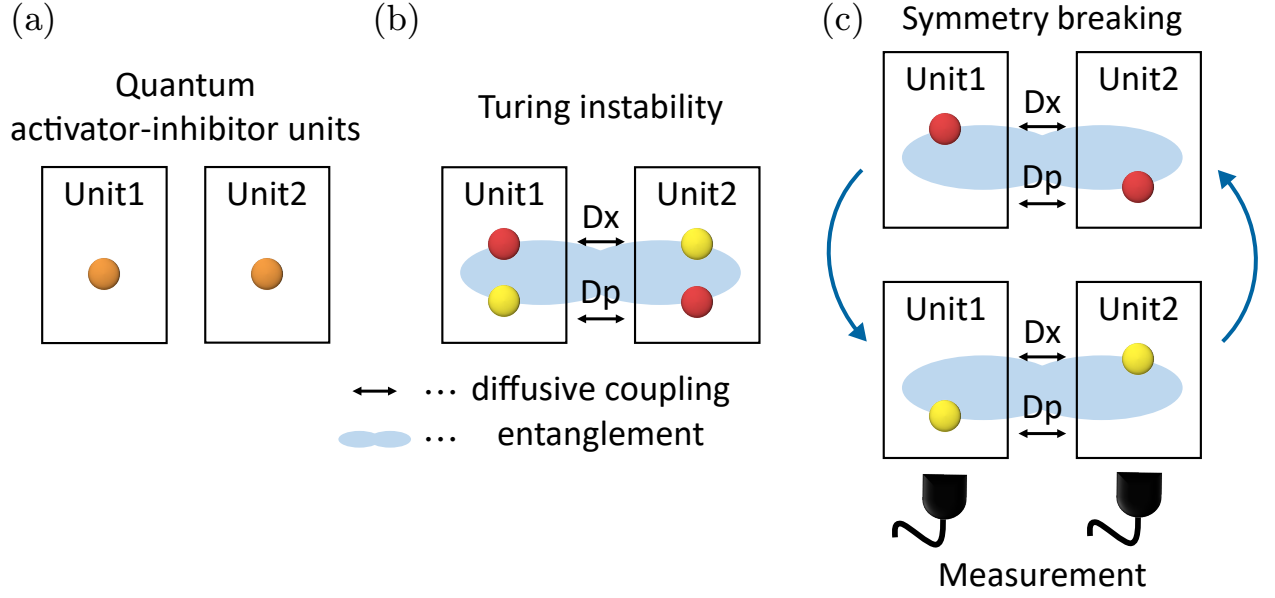 (a)
Quantum
activator-inhibitor units
Unit1
Unit2
(b)
Turing instability
Unit1
Unit2
Dx
Dp
⋯ diffusive coupling
⋯ entanglement
(c)
Symmetry breaking
Unit1
Unit2
Dx
Dp
Unit1
Unit2
Dx
Dp
Measurement